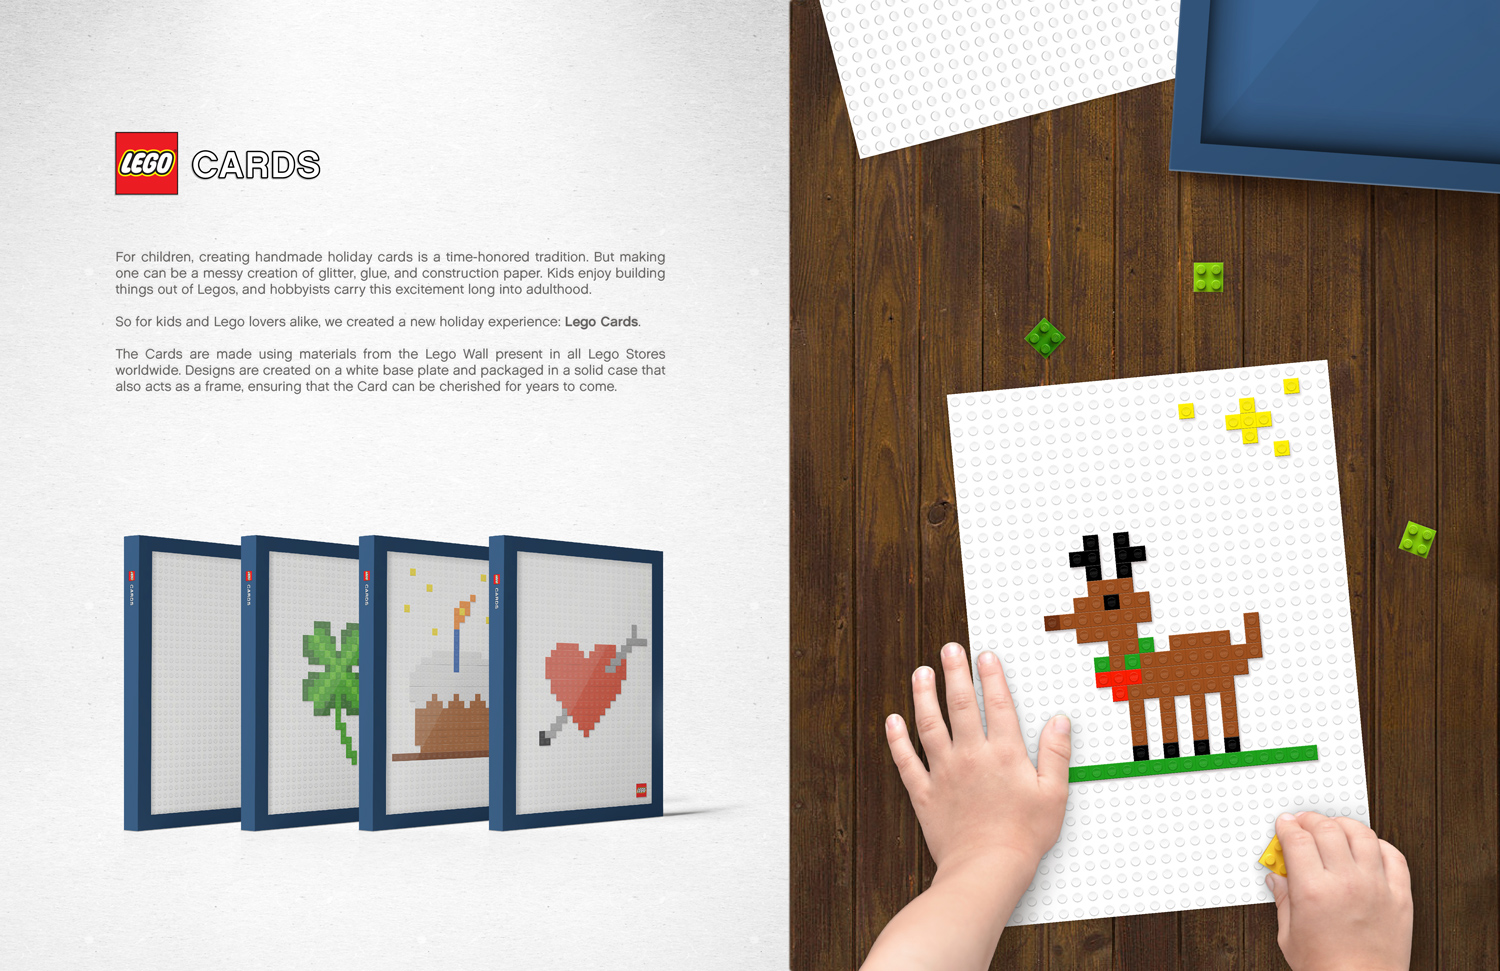 LEGO CARDS
For children, creating handmade holiday cards is a time-honored tradition. But making
one can be a messy creation of glitter, glue, and construction paper. Kids enjoy building
things out of Legos, and hobbyists carry this excitement long into adulthood.
So for kids and Lego lovers alike, we created a new holiday experience: Lego Cards.
The Cards are made using materials from the Lego Wall present in all Lego Stores
worldwide. Designs are created on a white base plate and packaged in a solid case that
also acts as a frame, ensuring that the Card can be cherished for years to come.
LEGO CARDS
LEGO CARDS
LEGO CARDS
LEGO CARDS
LEGO